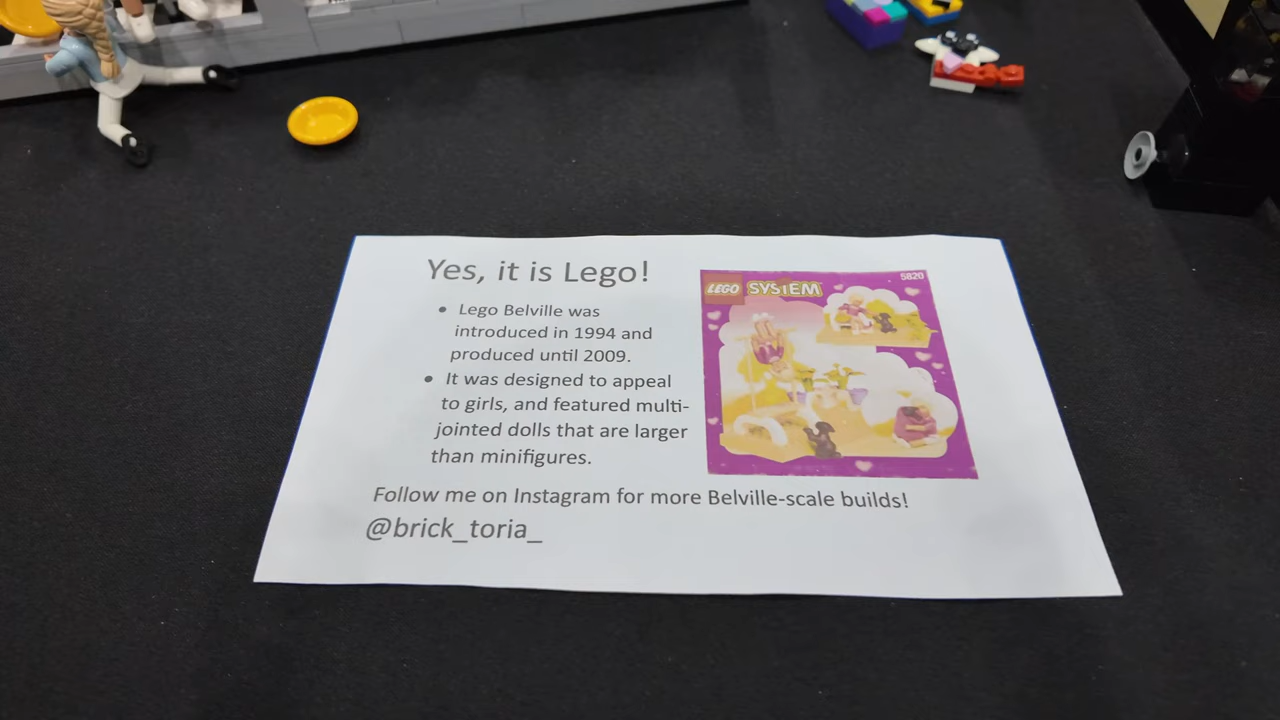 Yes, it is Lego!
• Lego Belville was
introduced in 1994 and
produced until 2009.
• It was designed to appeal
to girls, and featured multi-
jointed dolls that are larger
than minifigures.
LEGO SYSTEM
5820
Follow me on Instagram for more Belville-scale builds!
@brick_toria_